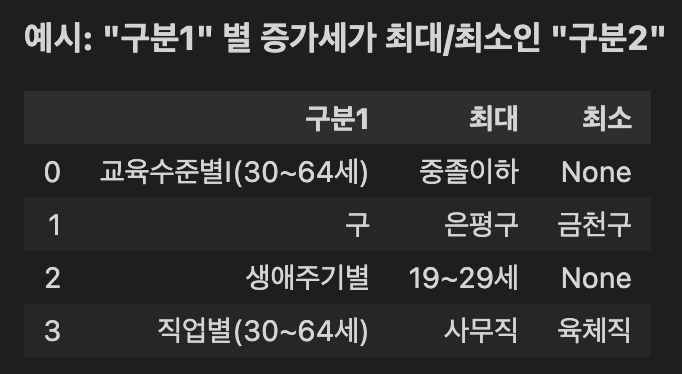 예시: "구분1" 별 증가세가 최대/최소인 "구분2"
구분1 최대 최소
0 교육수준별I(30~64세) 중졸이하 None
1 구 은평구 금천구
2 생애주기별 19~29세 None
3 직업별(30~64세) 사무직 육체직